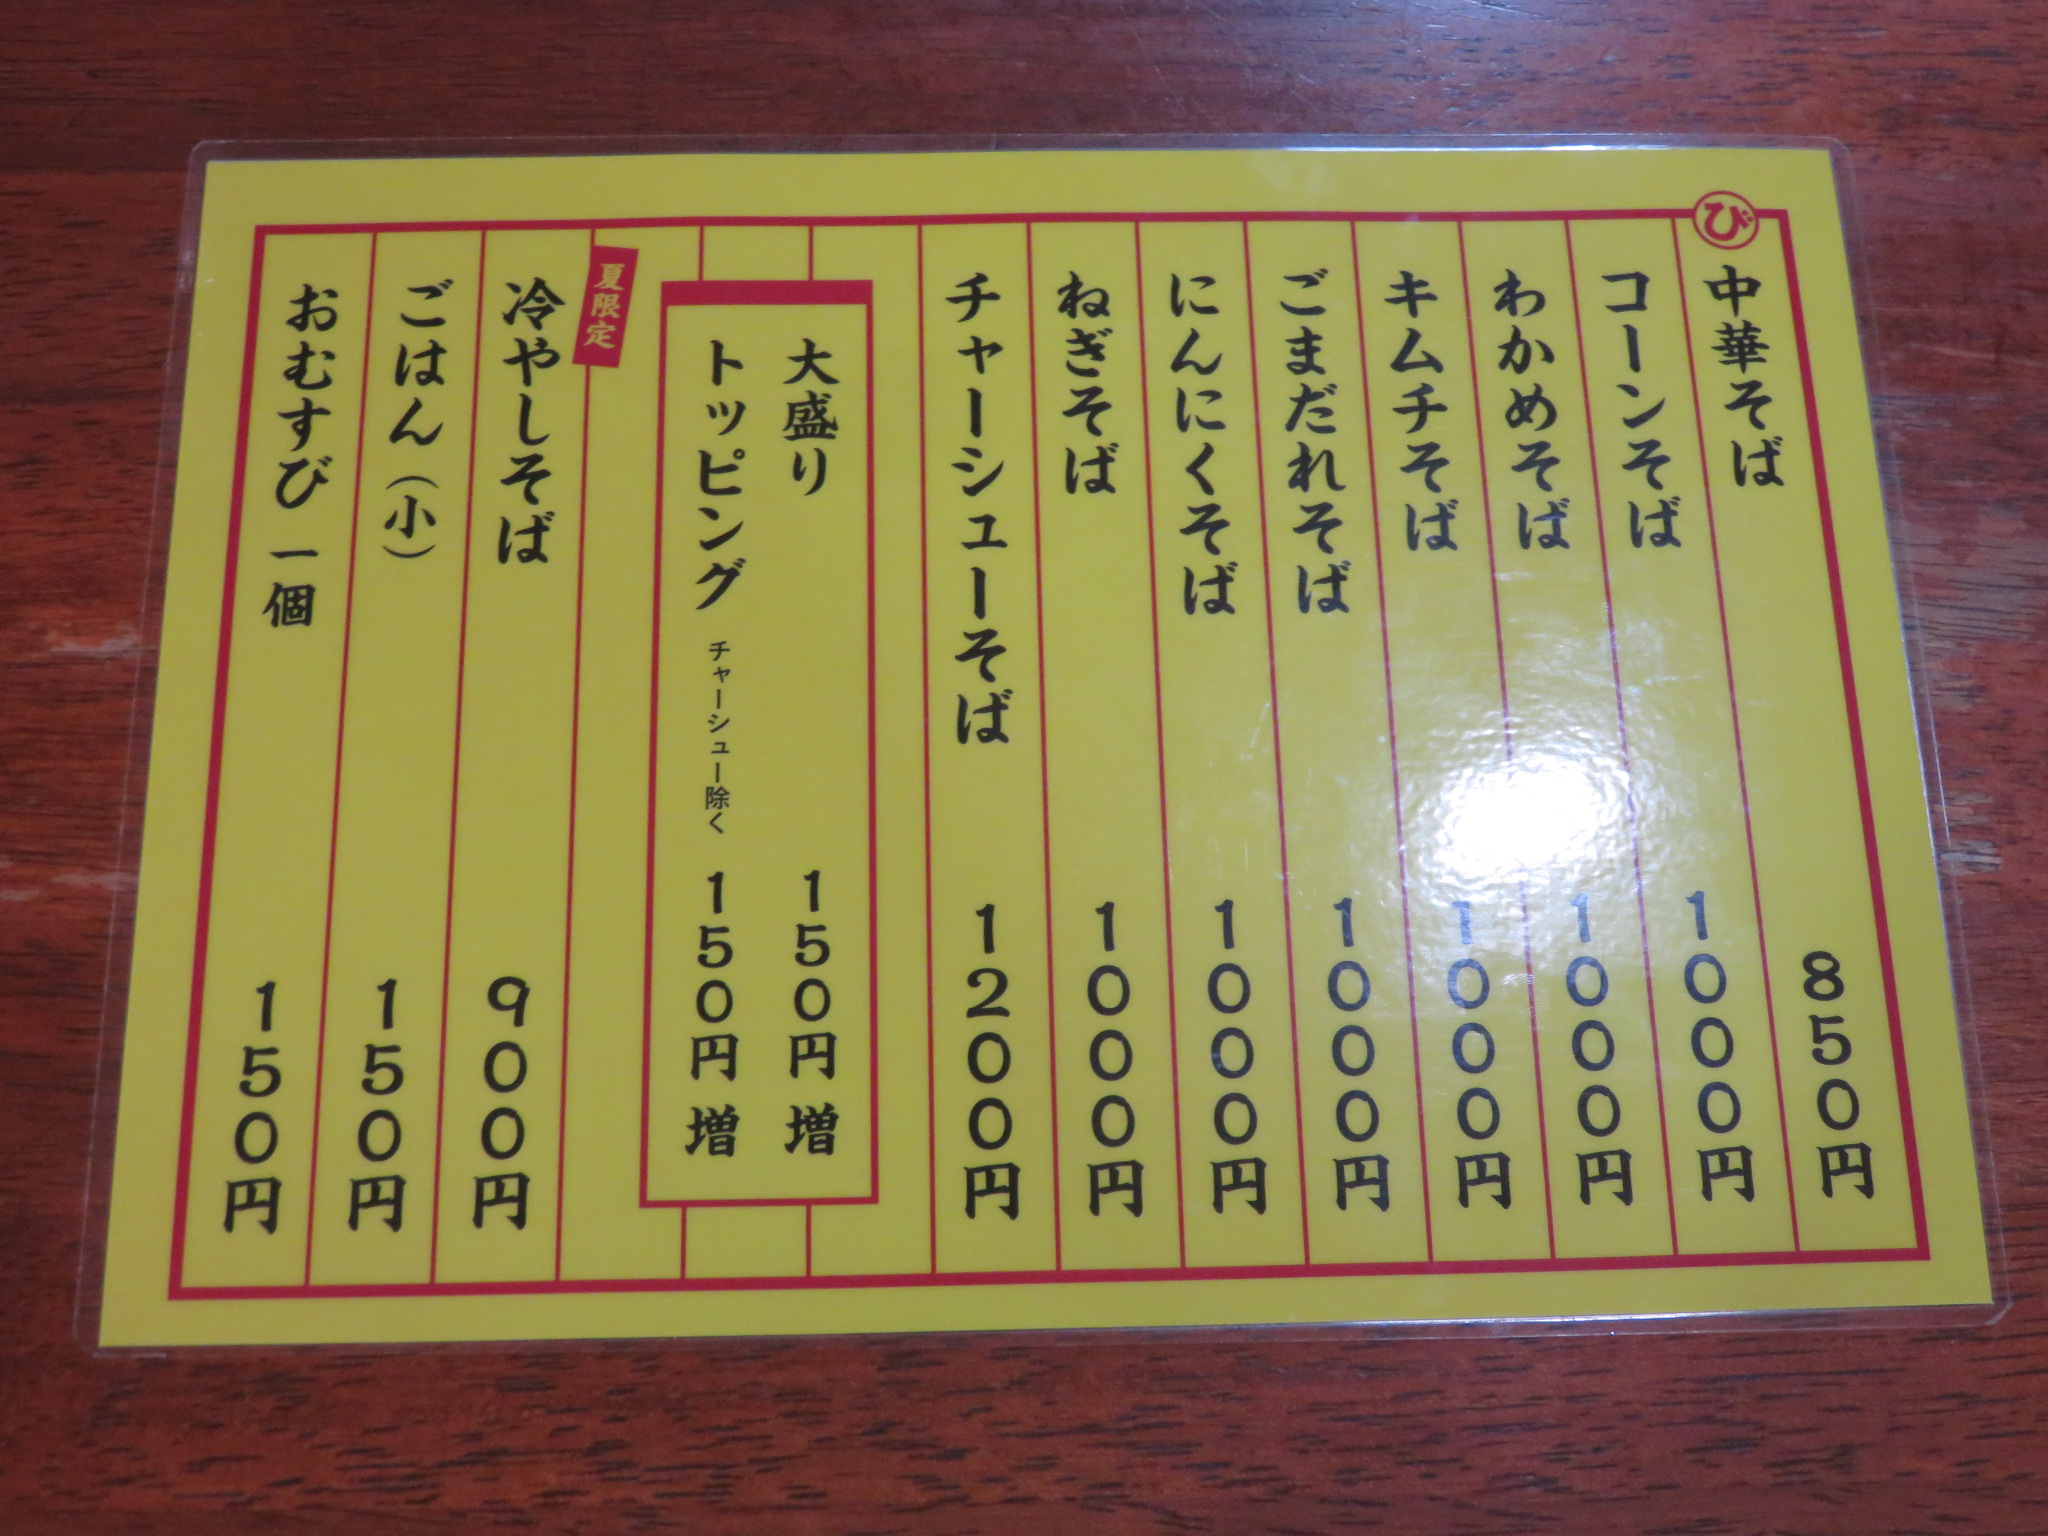 び
中華そば 850円
コーンそば 1000円
わかめそば 1000円
キムチそば 1000円
ごまだれそば 1000円
にんにくそば 1000円
ねぎそば 1000円
チャーシューそば 1200円
大盛り 150円増
トッピング チャーシュー除く 150円増
夏限定
冷やしそば 900円
ごはん(小) 150円
おむすび 一個 150円